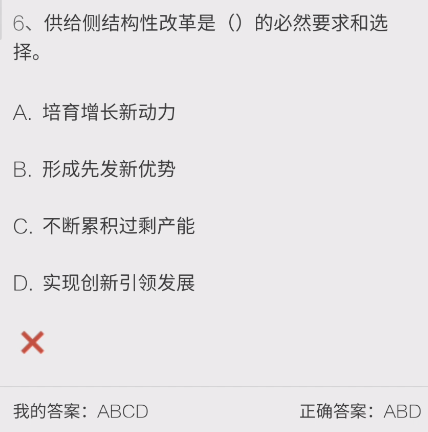 6、供给侧结构性改革是（）的必然要求和选
择。
A. 培育增长新动力
B. 形成先发新优势
C. 不断累积过剩产能
D. 实现创新引领发展
我的答案：ABCD 正确答案：ABD